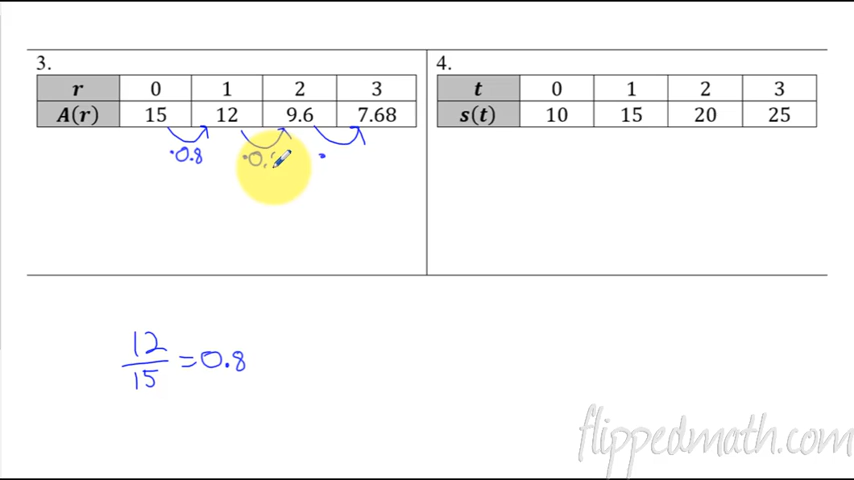 3.
r 0 1 2 3
A(r) 15 12 9.6 7.68
·0.8 ·0. ·
4.
t 0 1 2 3
s(t) 10 15 20 25
12
15
=0.8
flippedmath.com